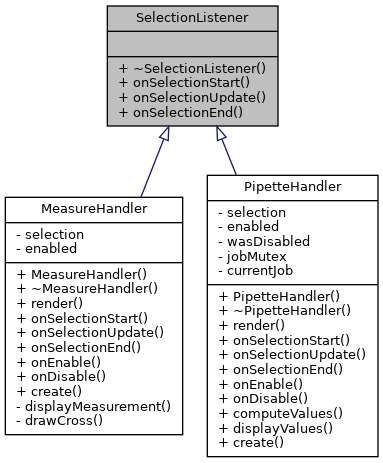 SelectionListener
+ ~SelectionListener()
+ onSelectionStart()
+ onSelectionUpdate()
+ onSelectionEnd()
MeasureHandler
- selection
- enabled
+ MeasureHandler()
+ ~MeasureHandler()
+ render()
+ onSelectionStart()
+ onSelectionUpdate()
+ onSelectionEnd()
+ onEnable()
+ onDisable()
+ create()
- displayMeasurement()
- drawCross()
PipetteHandler
- selection
- enabled
- wasDisabled
- jobMutex
- currentJob
+ PipetteHandler()
+ ~PipetteHandler()
+ render()
+ onSelectionStart()
+ onSelectionUpdate()
+ onSelectionEnd()
+ onEnable()
+ onDisable()
+ computeValues()
+ displayValues()
+ create()